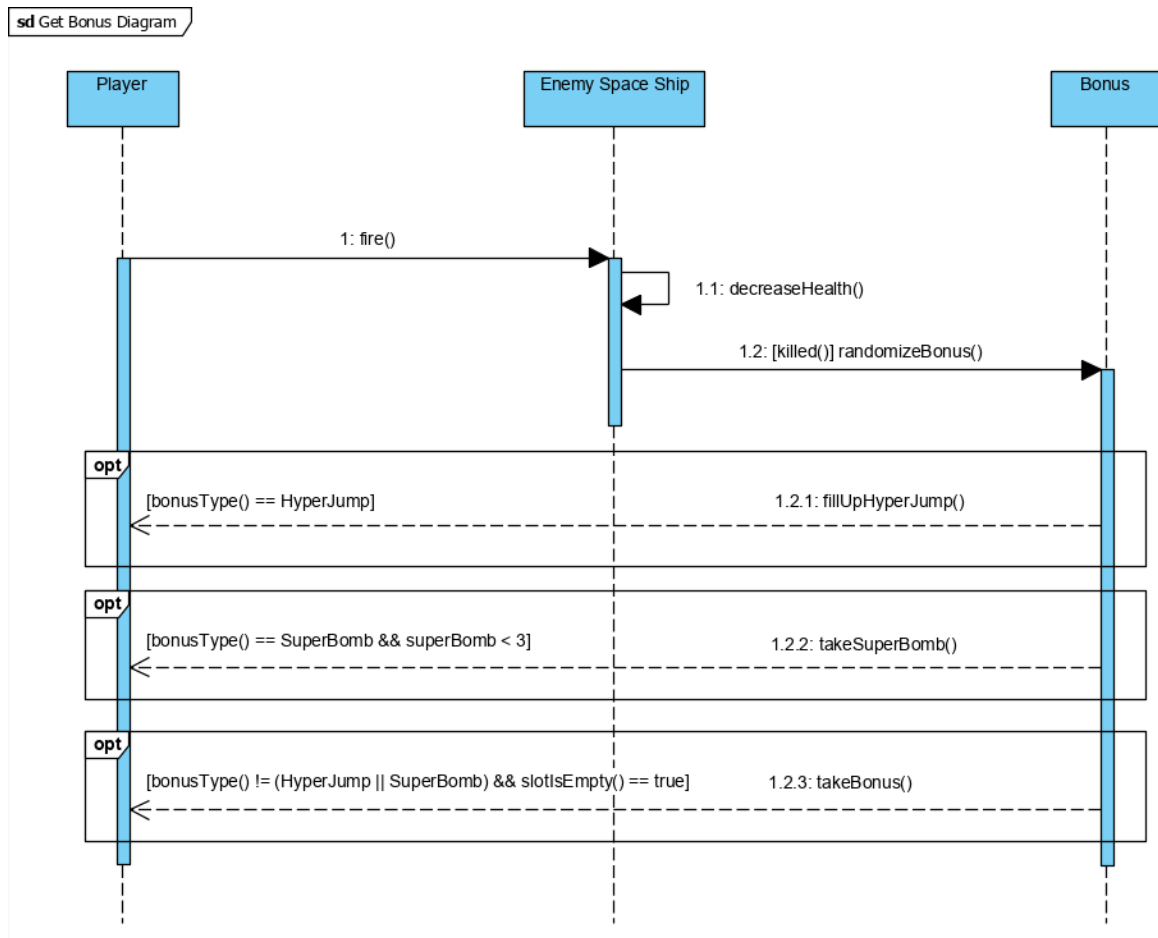 sd Get Bonus Diagram
Player
Enemy Space Ship
Bonus
1: fire()
1.1: decreaseHealth()
1.2: [killed()] randomizeBonus()
opt
[bonusType() == HyperJump]
1.2.1: fillUpHyperJump()
opt
[bonusType() == SuperBomb && superBomb < 3]
1.2.2: takeSuperBomb()
opt
[bonusType() != (HyperJump || SuperBomb) && slotIsEmpty() == true]
1.2.3: takeBonus()